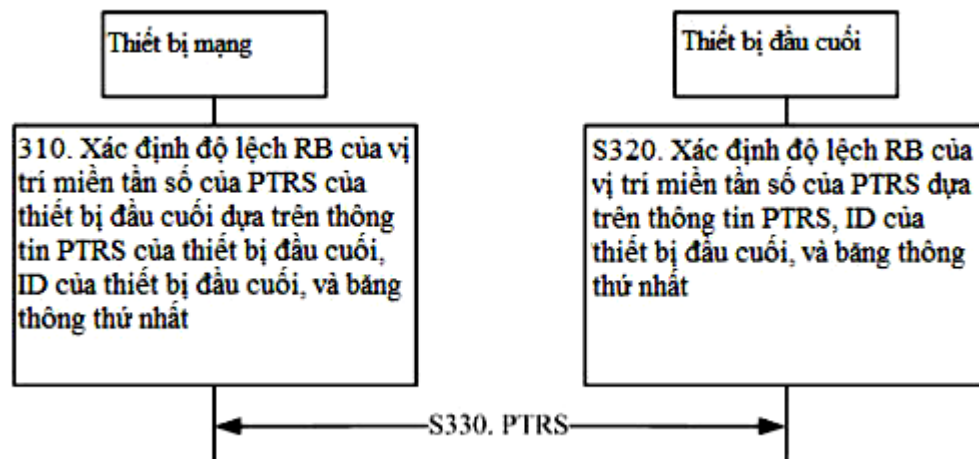 Thiết bị mạng
Thiết bị đầu cuối
310. Xác định độ lệch RB của vị
trí miền tần số của PTRS của
thiết bị đầu cuối dựa trên thông
tin PTRS của thiết bị đầu cuối,
ID của thiết bị đầu cuối, và băng
thông thứ nhất
S320. Xác định độ lệch RB của
vị trí miền tần số của PTRS dựa
trên thông tin PTRS, ID của
thiết bị đầu cuối, và băng thông
thứ nhất
S330. PTRS